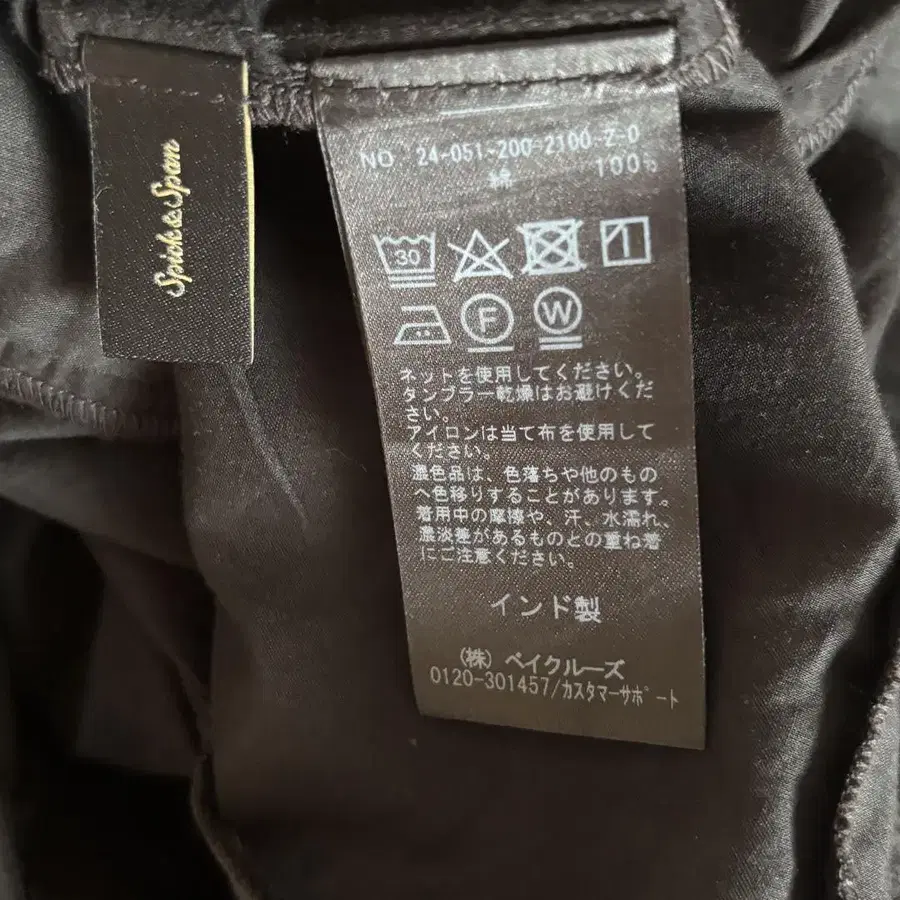 Spick & Span
NO 24-051-200-2100-2-0
綿 100%
30
F W
ネットを使用してください。
タンブラー乾燥はお避けくだ
さい。
アイロンは当て布を使用して
ください。
濃色品は、色落ちや他のもの
へ色移りすることがあります。
着用中の摩擦や、汗、水濡れ、
濃淡差があるものとの重ね着
にご注意ください。
インド製
(株) ベイクルーズ
0120-301457/カスタマーサポート